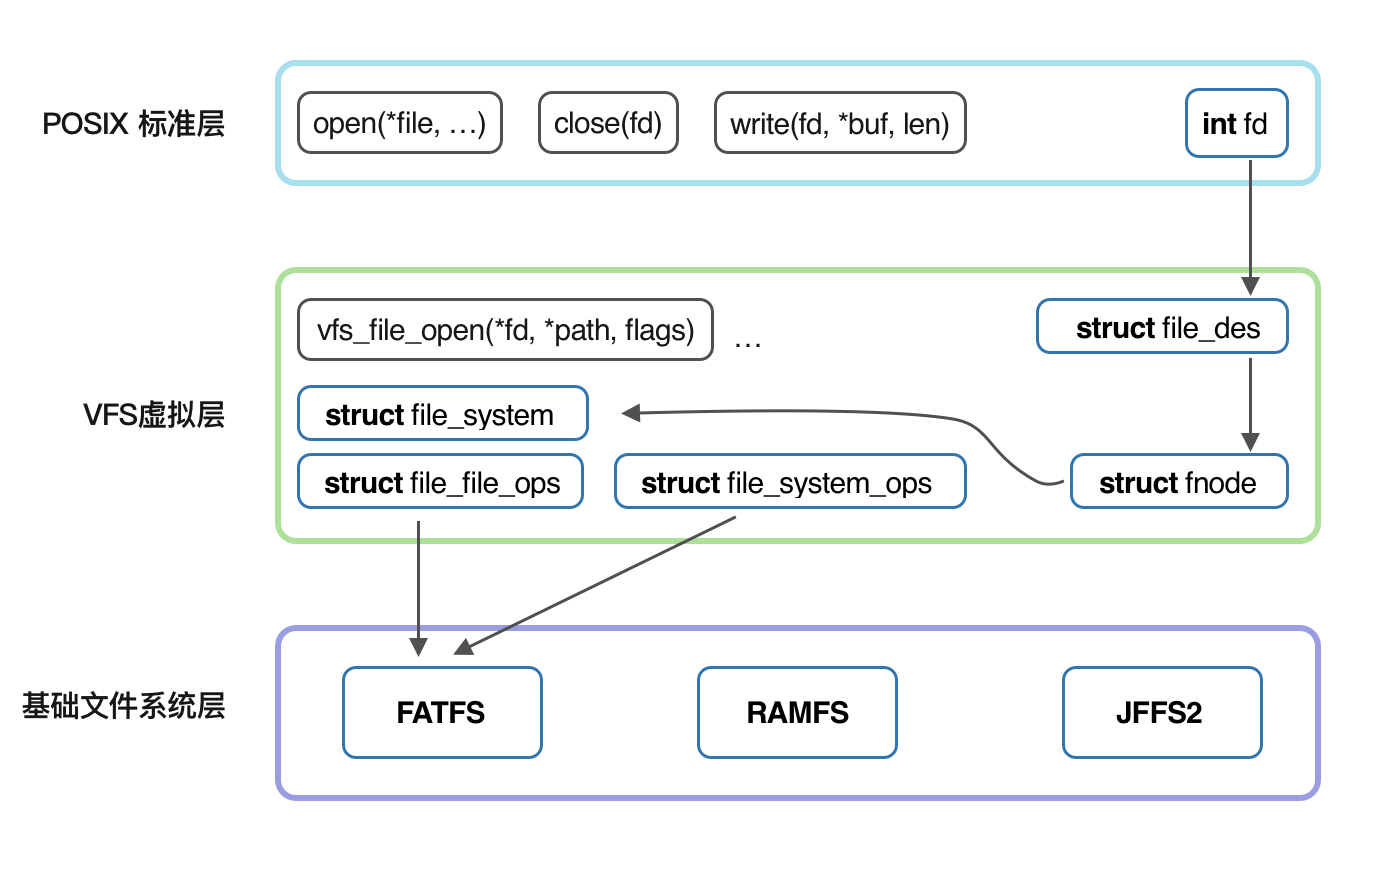 POSIX 标准层
open(*file, …)
close(fd)
write(fd, *buf, len)
int fd
VFS虚拟层
vfs_file_open(*fd, *path, flags)
…
struct file_des
struct file_system
struct file_file_ops
struct file_system_ops
struct fnode
基础文件系统层
FATFS
RAMFS
JFFS2